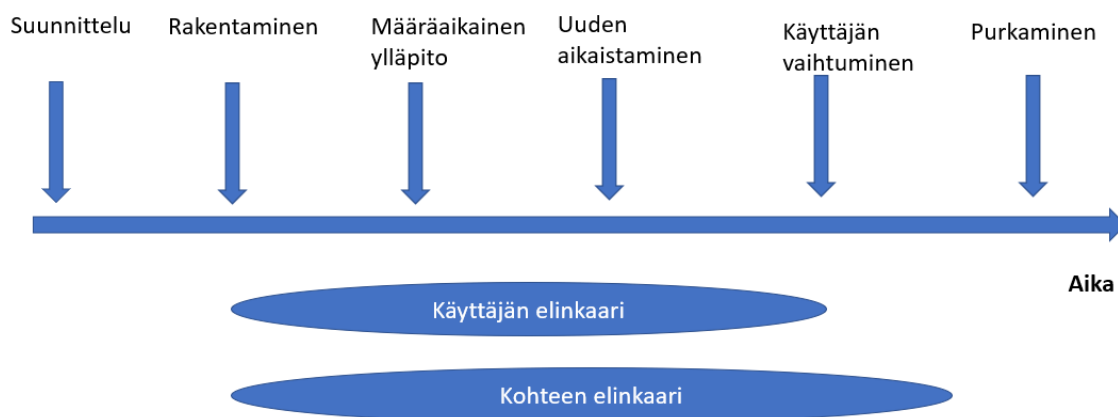 Suunnittelu
Rakentaminen
Määräaikainen
ylläpito
Uuden
aikaistaminen
Käyttäjän
vaihtuminen
Purkaminen
Aika
Käyttäjän elinkaari
Kohteen elinkaari